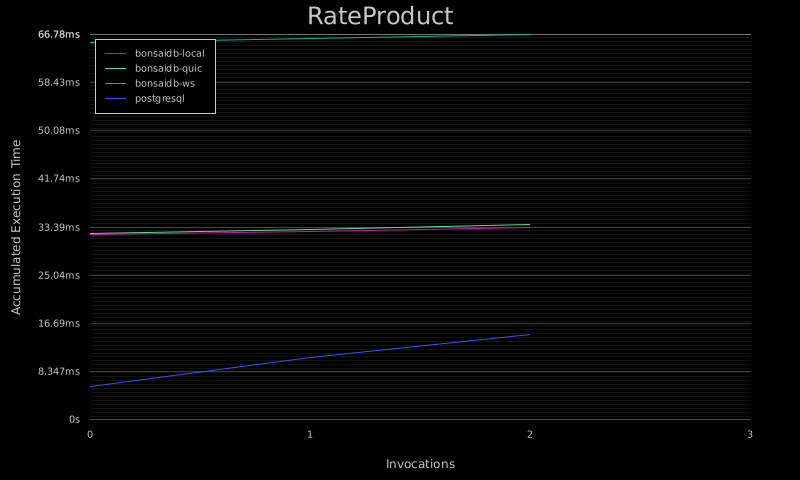 RateProduct
66.78ms
58.43ms
50.08ms
41.74ms
33.39ms
25.04ms
16.69ms
8.347ms
0s
Accumulated Execution Time
bonsaidb-local
bonsaidb-quic
bonsaidb-ws
postgresql
0 1 2 3
Invocations